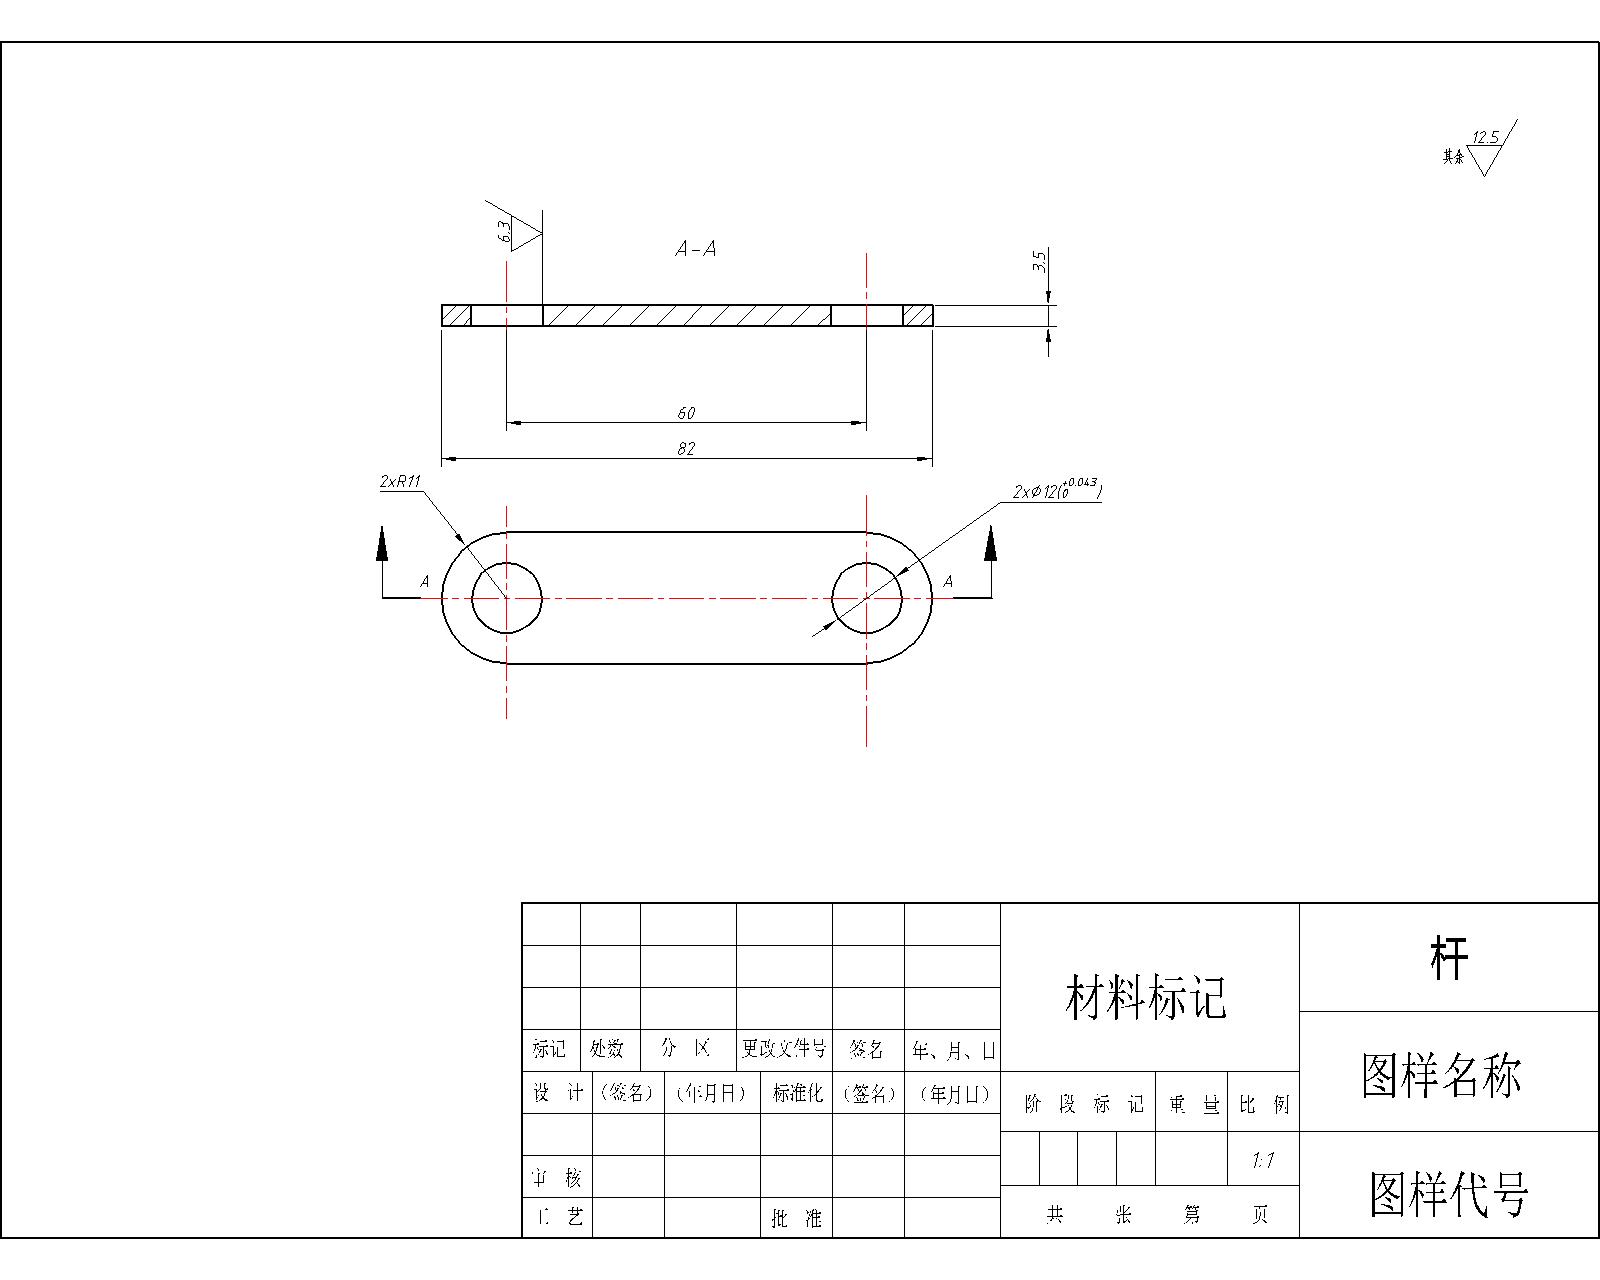 其余 12.5
6.3
A-A
3.5
60
82
2xR11
2xφ12(+0.043 0)
A A
杆
材料标记
图样名称
标记 处数 分 区 更改文件号 签名 年、月、日
设 计 (签名) (年月日) 标准化 (签名) (年月日)
阶 段 标 记 重 量 比 例
1:1
审 核
图样代号
工 艺 批 准
共 张 第 页